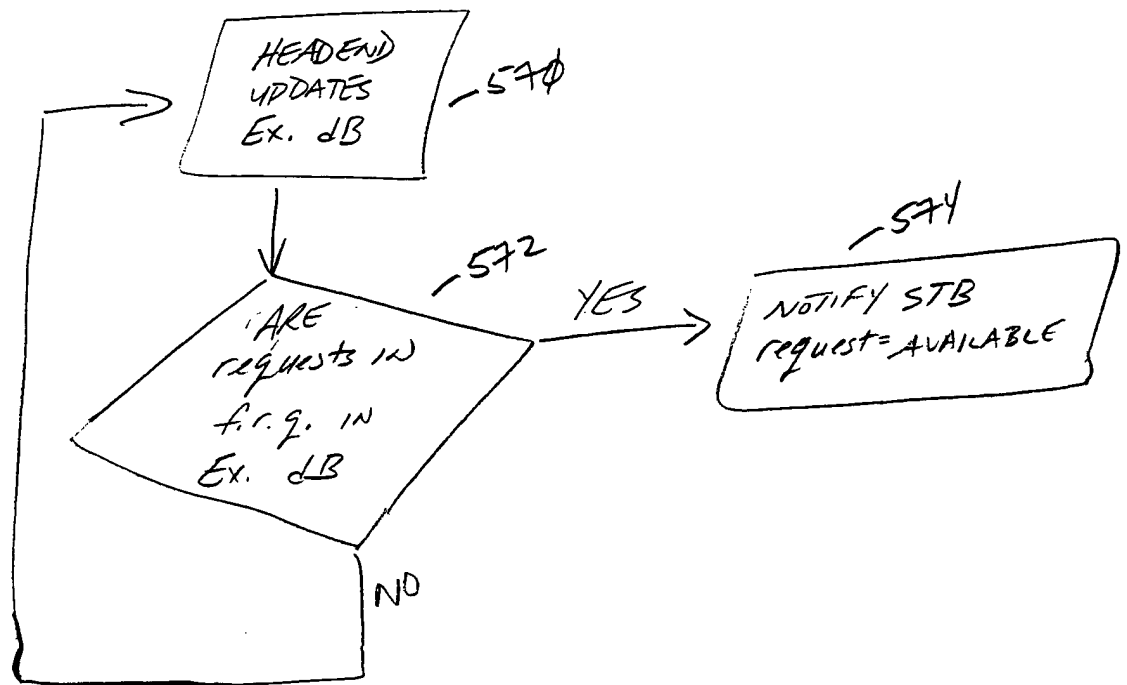 HEADEND
UPDATES
Ex. dB
570
572
ARE
requests in
f.r.q. in
Ex. dB
YES
574
NOTIFY STB
request = AVAILABLE
NO